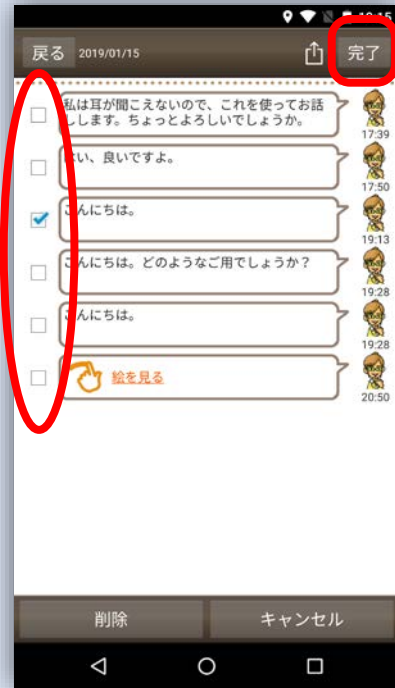 戻る 2019/01/15 完了
私は耳が聞こえないので、これを使ってお話
しします。ちょっとよろしいでしょうか。
17:39
はい、良いですよ。
17:50
こんにちは。
19:13
こんにちは。どのようなご用でしょうか？
19:28
こんにちは。
19:28
絵を見る
20:50
削除 キャンセル